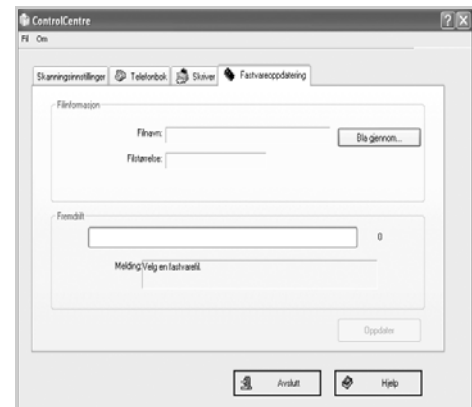 ControlCentre
Fil Om
Skanningsinnstillinger Telefonbok Skriver Fastvareoppdatering
Filinformasjon
Filnavn:
Bla gjennom...
Filstørrelse:
Fremdrift
0
Melding: Velg en fastvarefil.
Oppdater
Avslutt Hjelp